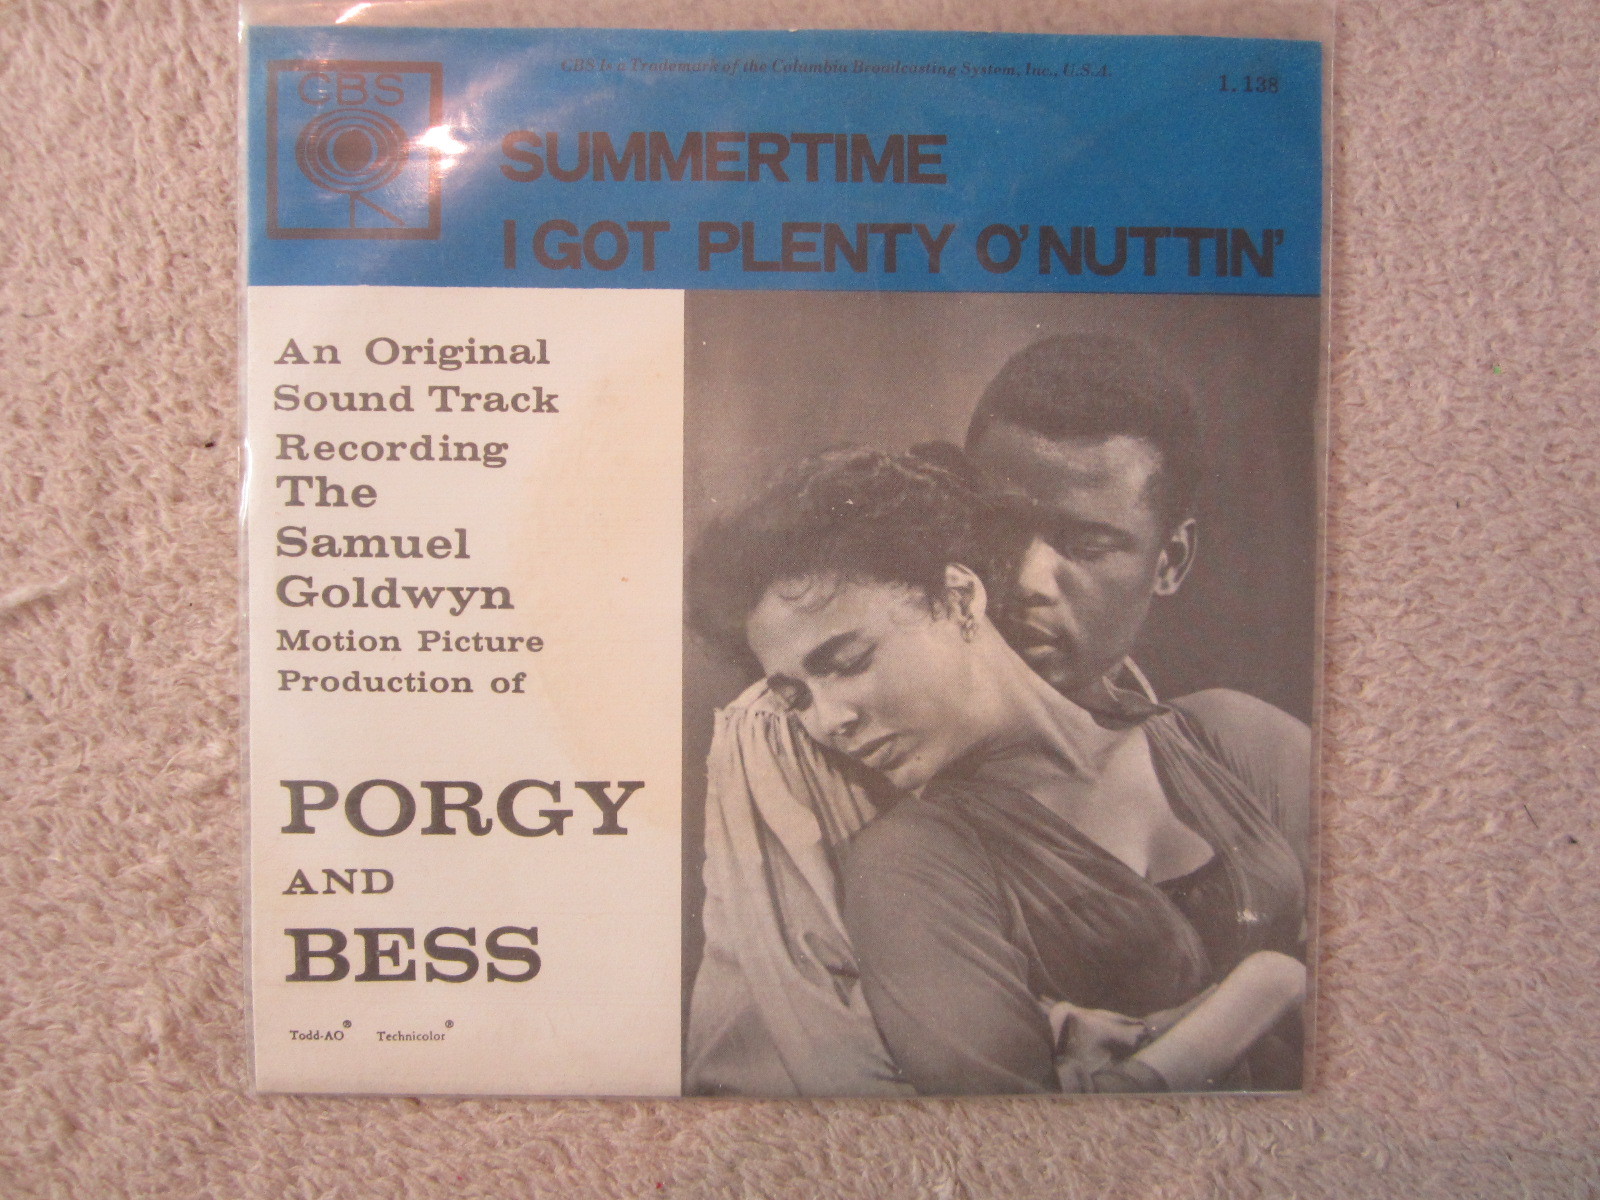 CBS Is a Trademark of the Columbia Broadcasting System, Inc., U.S.A.
1.138
CBS
SUMMERTIME
I GOT PLENTY O' NUTTIN'
An Original
Sound Track
Recording
The
Samuel
Goldwyn
Motion Picture
Production of
PORGY
AND
BESS
Todd-AO® Technicolor®